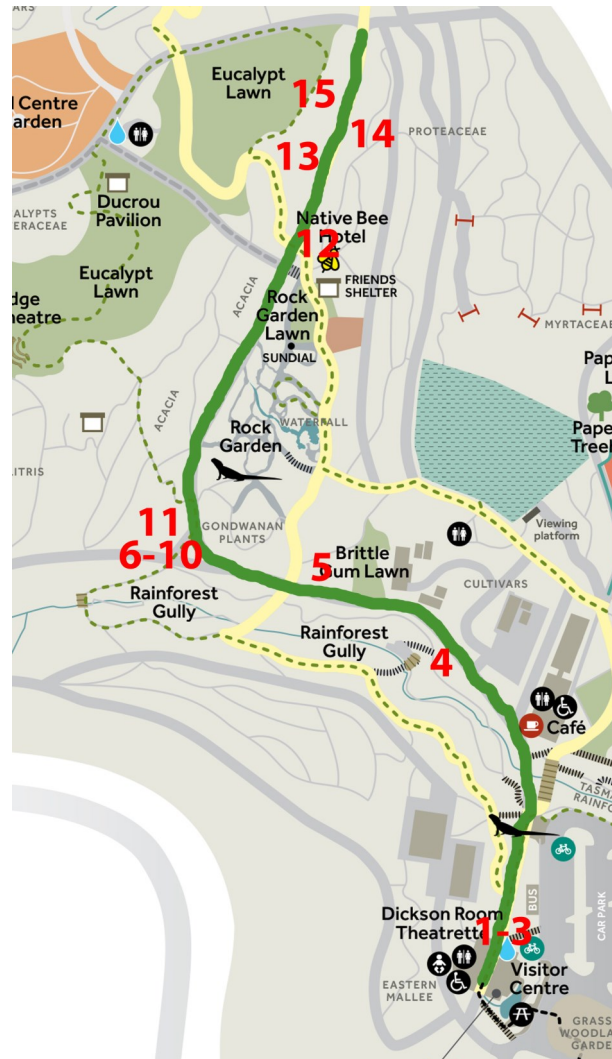 ARS
Eucalypt
Lawn
15
14
13
PROTEACEAE
l Centre
arden
ALYPTS
ERACEAE
Ducrou
Pavilion
Native Bee
Hotel
12
Eucalypt
Lawn
FRIENDS
SHELTER
ACACIA
Rock
Garden
Lawn
SUNDIAL
dge
heatre
MYRTACEAE
Pap
L
ACACIA
Rock
Garden
WATERFALL
Pape
Treel
LITRIS
11
6-10
GONDWANAN
PLANTS
Viewing
platform
5
Brittle
Gum Lawn
CULTIVARS
Rainforest
Gully
Rainforest
Gully
4
Café
TASMA
RAINFO
BUS
CAR PARK
Dickson Room
Theatrette
1-3
Visitor
Centre
EASTERN
MALLEE
GRASS
WOODLA
GARDE